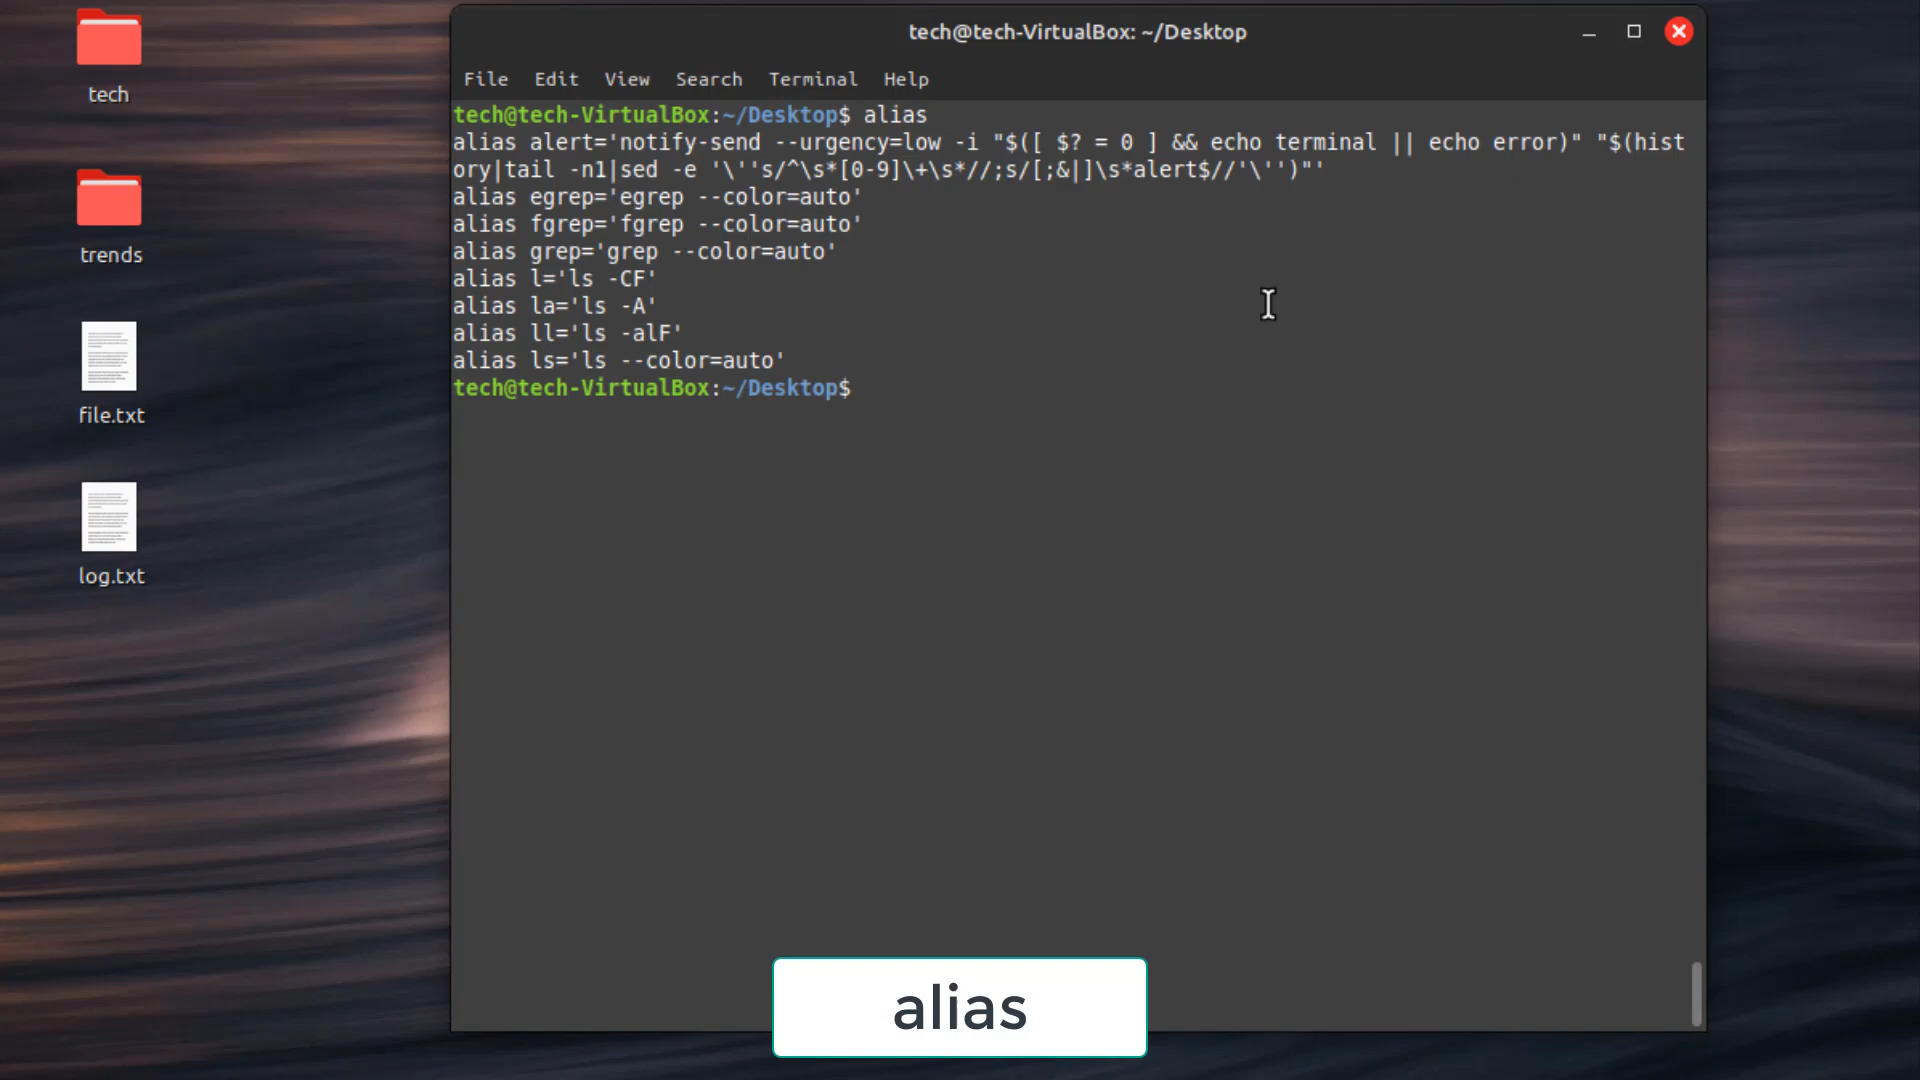 tech
trends
file.txt
log.txt
tech@tech-VirtualBox: ~/Desktop
File Edit View Search Terminal Help
tech@tech-VirtualBox:~/Desktop$ alias
alias alert='notify-send --urgency=low -i "$([ $? = 0 ] && echo terminal || echo error)" "$(hist
ory|tail -n1|sed -e '\''s/^\s*[0-9]\+\s*//;s/[;&|]\s*alert$//'\'')"'
alias egrep='egrep --color=auto'
alias fgrep='fgrep --color=auto'
alias grep='grep --color=auto'
alias l='ls -CF'
alias la='ls -A'
alias ll='ls -alF'
alias ls='ls --color=auto'
tech@tech-VirtualBox:~/Desktop$
alias